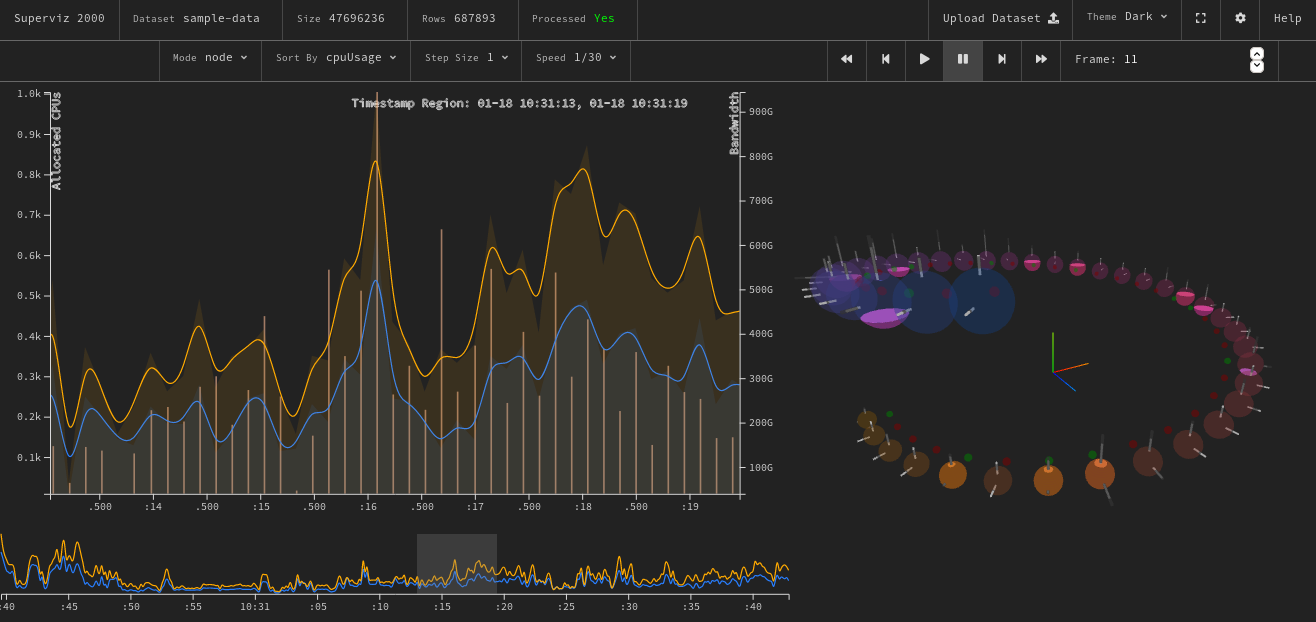 Superviz 2000 Dataset sample-data Size 47696236 Rows 687893 Processed Yes Upload Dataset Theme Dark Help
Mode node Sort By cpuUsage Step Size 1 Speed 1/30 Frame: 11
Timestamp Region: 01-18 10:31:13, 01-18 10:31:19
Allocated CPUs
Bandwidth
1.0k
0.9k
0.8k
0.7k
0.6k
0.5k
0.4k
0.3k
0.2k
0.1k
900G
800G
700G
600G
500G
400G
300G
200G
100G
.500 :14 .500 :15 .500 :16 .500 :17 .500 :18 .500 :19
:40 :45 :50 :55 10:31 :05 :10 :15 :20 :25 :30 :35 :40